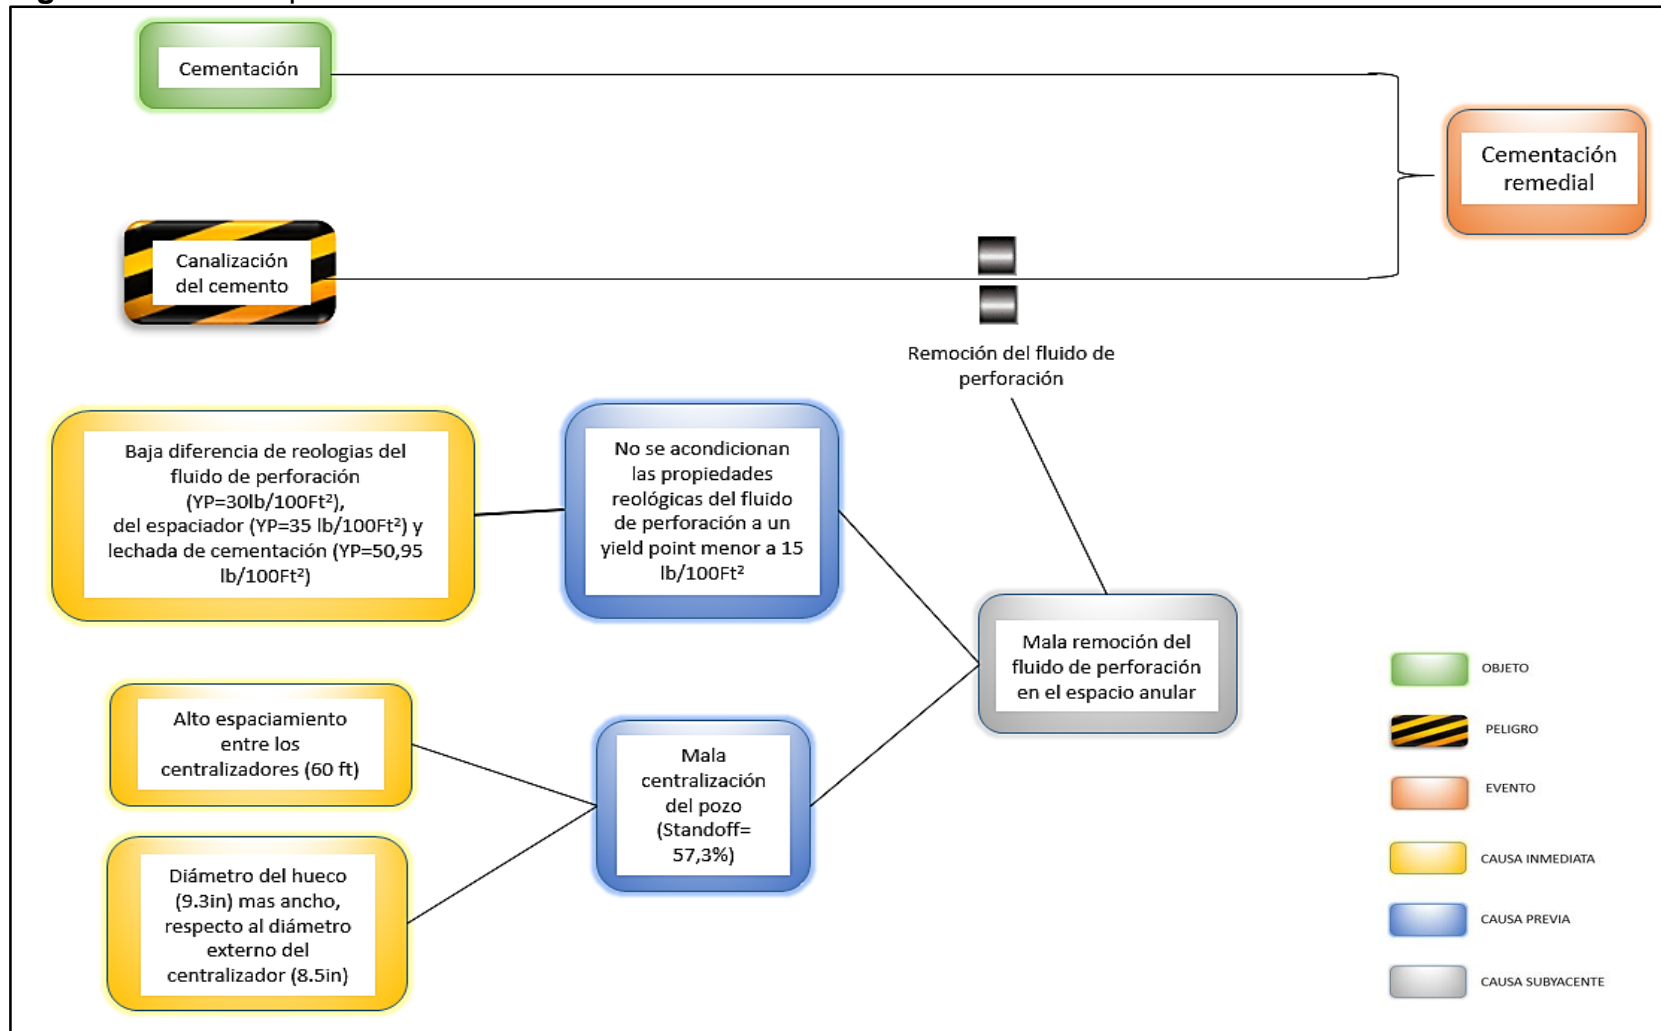 Cementación
Cementación
remedial
Canalización
del cemento
Remoción del fluido de
perforación
Baja diferencia de reologias del
fluido de perforación
(YP=30lb/100Ft²),
del espaciador (YP=35 lb/100Ft²) y
lechada de cementación (YP=50,95
lb/100Ft²)
No se acondicionan
las propiedades
reológicas del fluido
de perforación a un
yield point menor a 15
lb/100Ft²
Mala remoción del
fluido de perforación
en el espacio anular
Alto espaciamiento
entre los
centralizadores (60 ft)
Mala
centralización
del pozo
(Standoff=
57,3%)
Diámetro del hueco
(9.3in) mas ancho,
respecto al diámetro
externo del
centralizador (8.5in)
OBJETO
PELIGRO
EVENTO
CAUSA INMEDIATA
CAUSA PREVIA
CAUSA SUBYACENTE